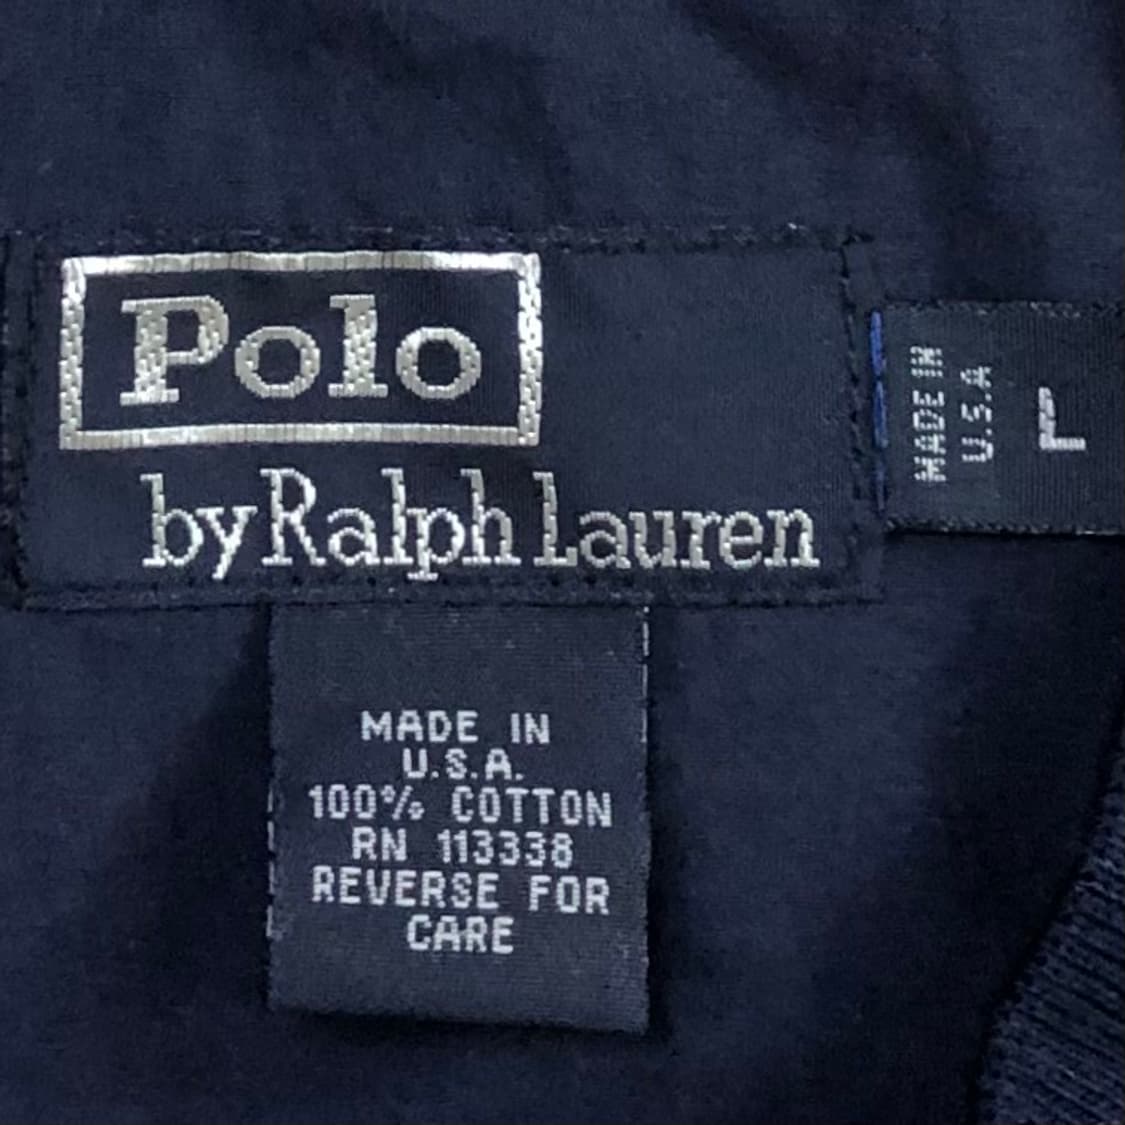 Polo
by Ralph Lauren
MADE IN
U.S.A
L
MADE IN
U.S.A.
100% COTTON
RN 113338
REVERSE FOR
CARE